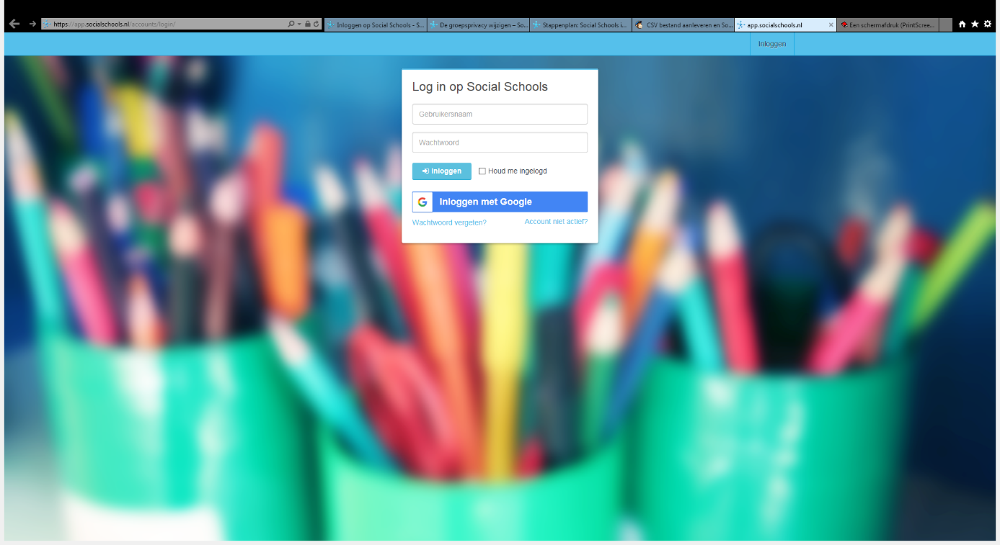 https://app.socialschools.nl/accounts/login/
Inloggen op Social Schools - S...
De groepsprivacy wijzigen – So...
Stappenplan: Social Schools i...
CSV bestand aanleveren en So...
app.socialschools.nl
Een schermafdruk (PrintScree...
Inloggen
Log in op Social Schools
Gebruikersnaam
Wachtwoord
Inloggen
Houd me ingelogd
Inloggen met Google
Wachtwoord vergeten?
Account niet actief?